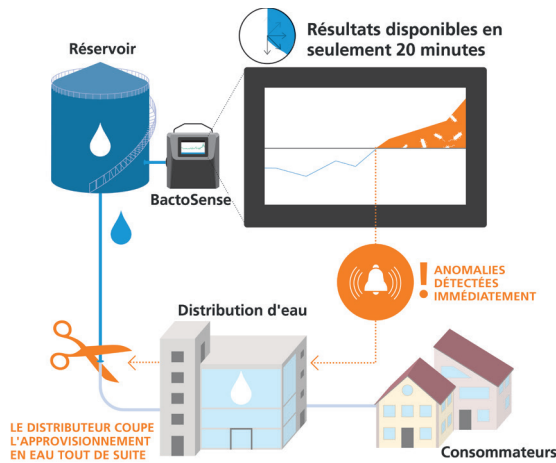 Résultats disponibles en
seulement 20 minutes
Réservoir
BactoSense
ANOMALIES
DÉTECTÉES
IMMÉDIATEMENT
Distribution d'eau
LE DISTRIBUTEUR COUPE
L'APPROVISIONNEMENT
EN EAU TOUT DE SUITE
Consommateurs